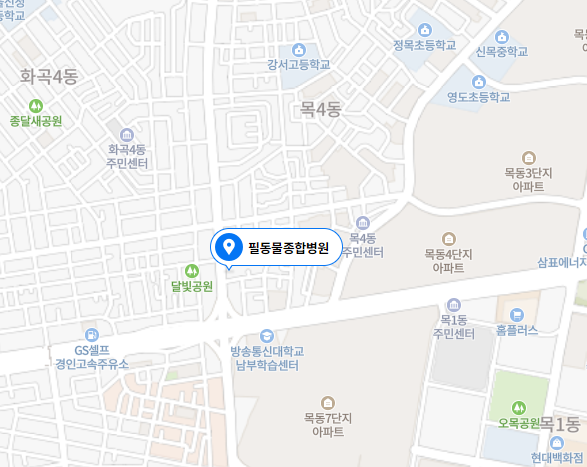 등학교
화곡4동
종달새공원
화곡4동
주민센터
강서고등학교
목4동
정목초등학교
신목중학교
영도초등학교
목동3단지
아파트
필동물종합병원
목4동
주민센터
목동4단지
아파트
삼표에너지
달빛공원
GS셀프
경인고속주유소
방송통신대학교
남부학습센터
목1동
주민센터
홈플러스
목동7단지
아파트
오목공원
목1동
현대백화점